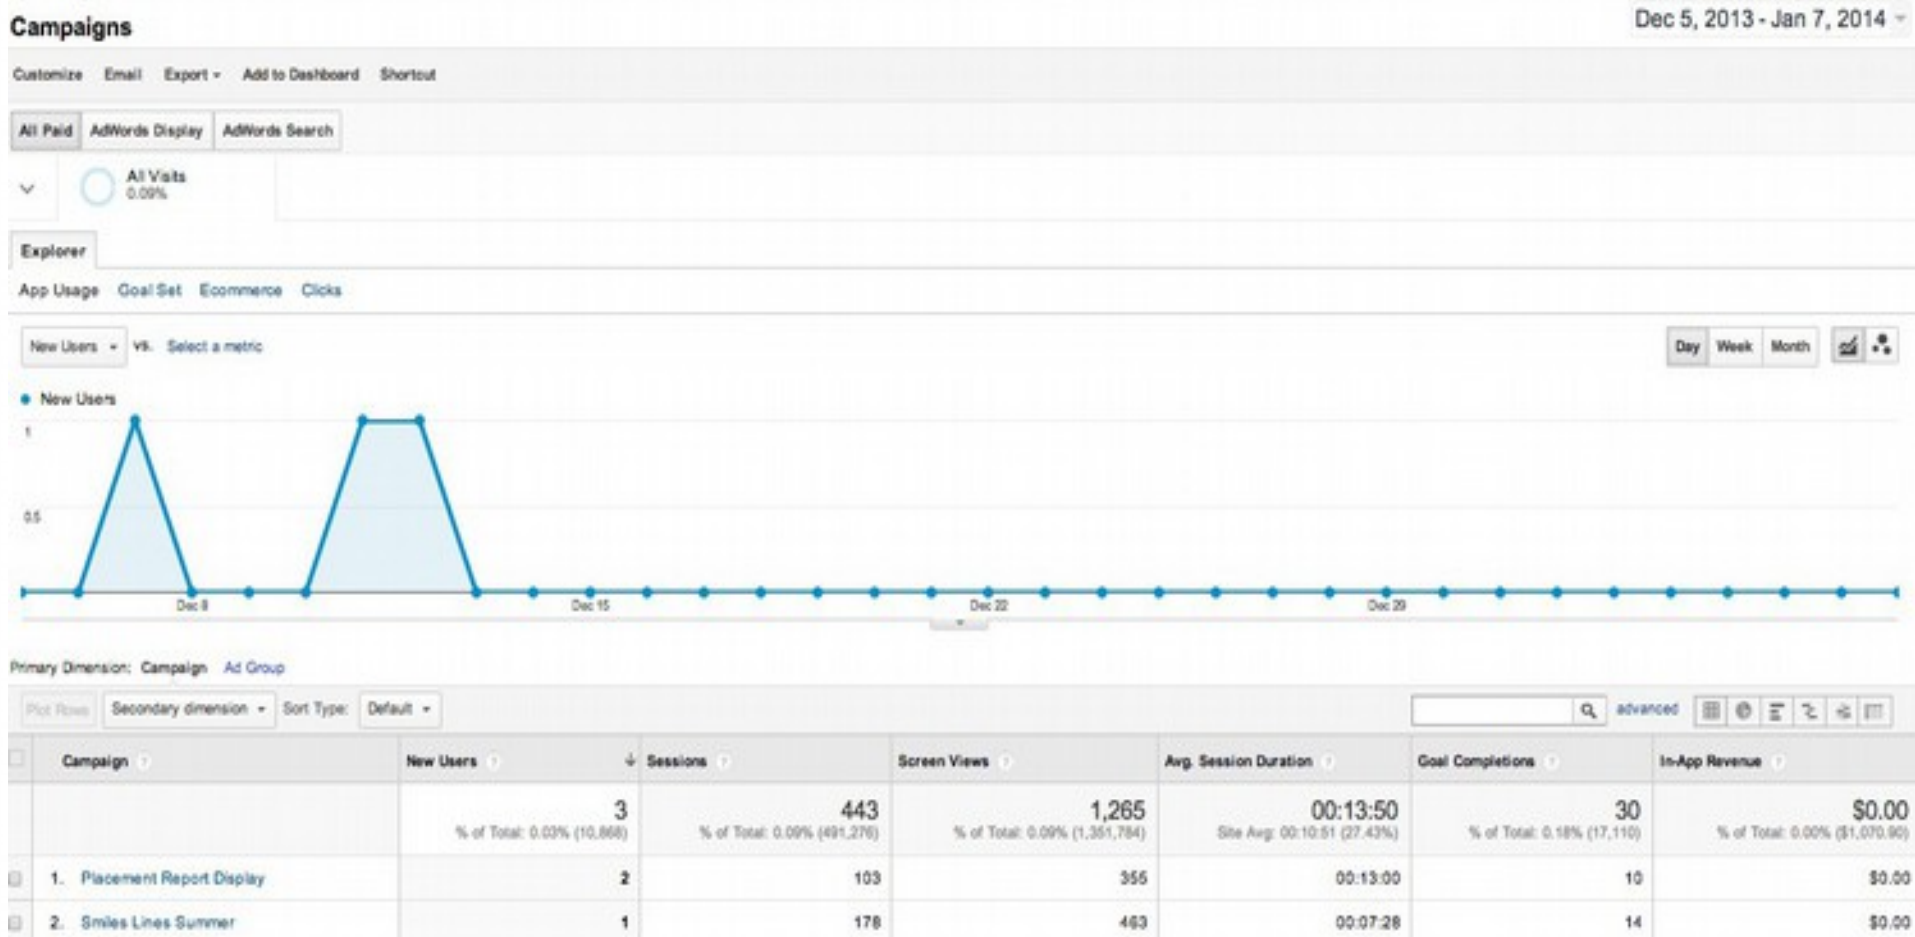 Campaigns
Dec 5, 2013 - Jan 7, 2014
Customize Email Export Add to Dashboard Shortcut
All Paid AdWords Display AdWords Search
All Visits
0.09%
Explorer
App Usage Goal Set Ecommerce Clicks
New Users vs. Select a metric Day Week Month
New Users
1
0.5
Dec 8 Dec 15 Dec 22 Dec 29
Primary Dimension: Campaign Ad Group
Plot Rows Secondary dimension Sort Type: Default advanced
Campaign ? New Users ? Sessions ? Screen Views ? Avg. Session Duration ? Goal Completions ? In-App Revenue ?
3 443 1,265 00:13:50 30 $0.00
% of Total: 0.03% (10,868) % of Total: 0.09% (491,276) % of Total: 0.09% (1,351,784) Site Avg: 00:10:51 (27.43%) % of Total: 0.18% (17,110) % of Total: 0.00% ($1,070.90)
1. Placement Report Display 2 103 355 00:13:00 10 $0.00
2. Smiles Lines Summer 1 178 463 00:07:28 14 $0.00